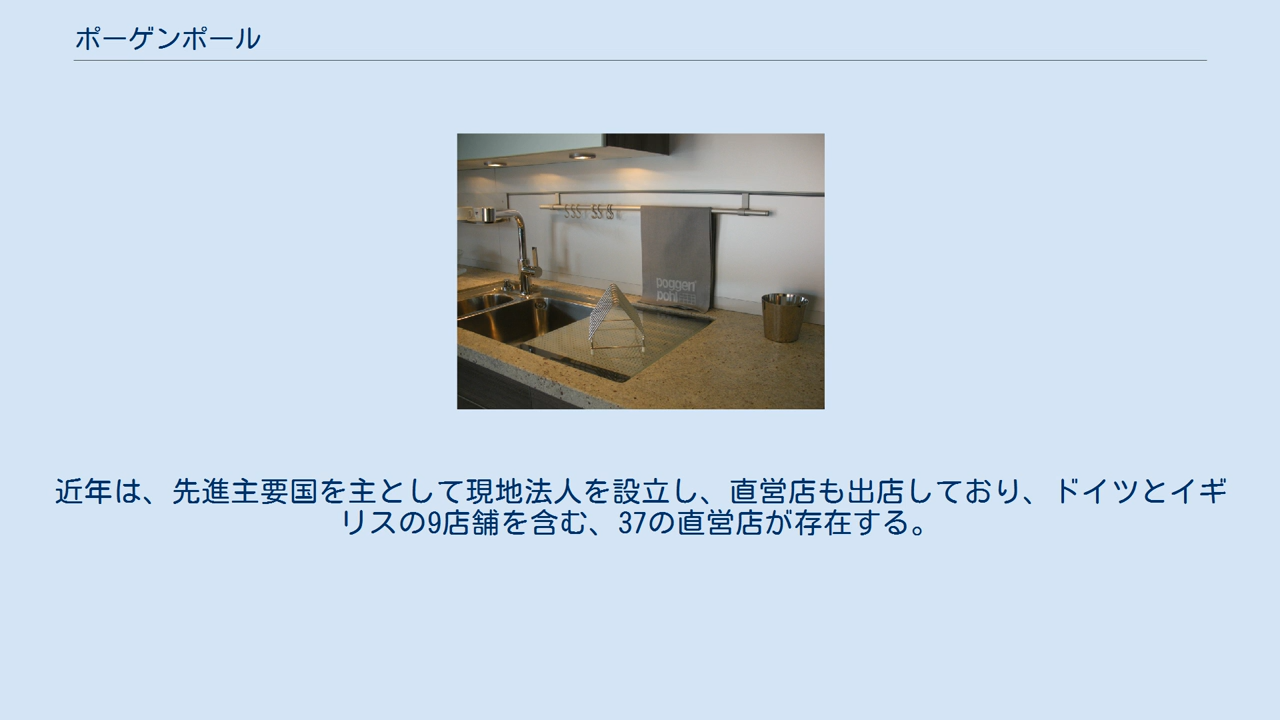 ポーゲンポール
poggen
pohl
近年は、先進主要国を主として現地法人を設立し、直営店も出店しており、ドイツとイギ
リスの9店舗を含む、37の直営店が存在する。